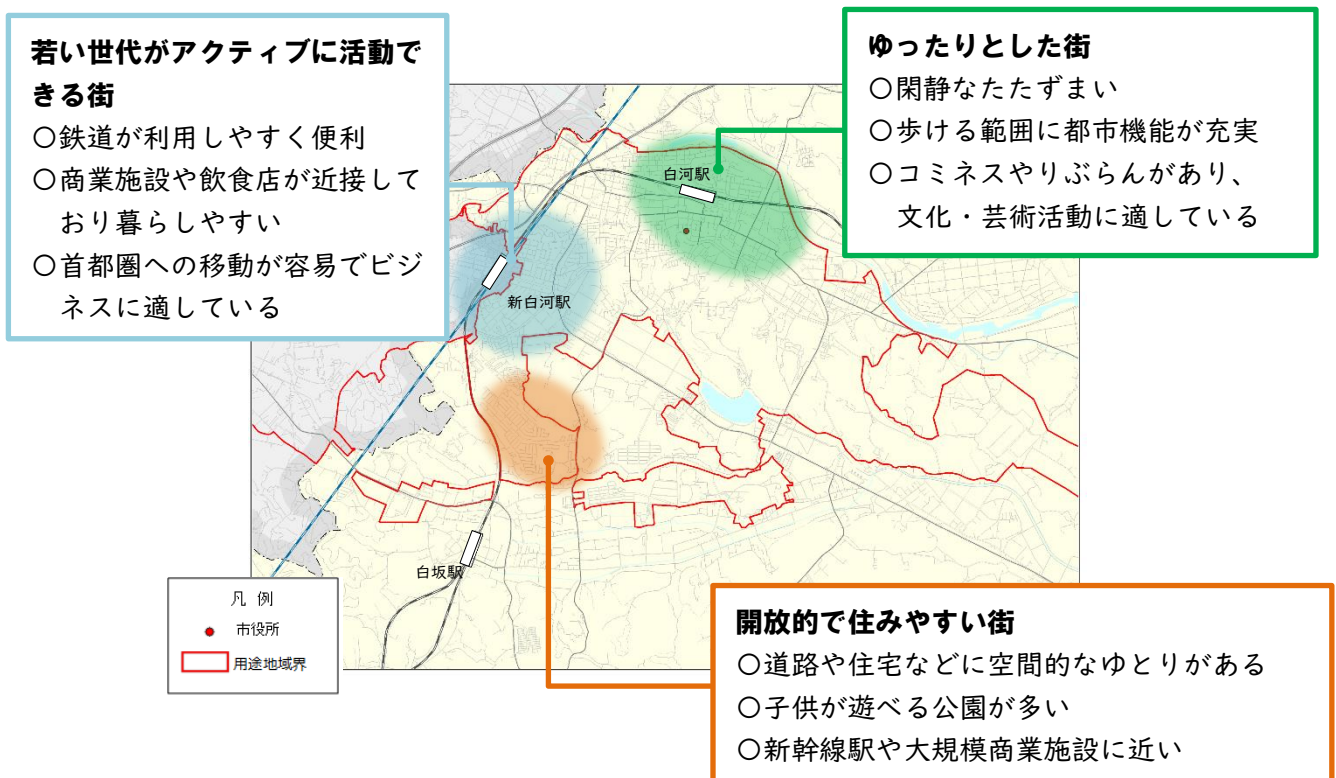 若い世代がアクティブに活動で
きる街
〇鉄道が利用しやすく便利
〇商業施設や飲食店が近接して
おり暮らしやすい
〇首都圏への移動が容易でビジ
ネスに適している
ゆったりとした街
〇閑静なたたずまい
〇歩ける範囲に都市機能が充実
〇コミネスやりぶらんがあり、
文化・芸術活動に適している
白河駅
新白河駅
白坂駅
凡 例
市役所
用途地域界
開放的で住みやすい街
〇道路や住宅などに空間的なゆとりがある
〇子供が遊べる公園が多い
〇新幹線駅や大規模商業施設に近い